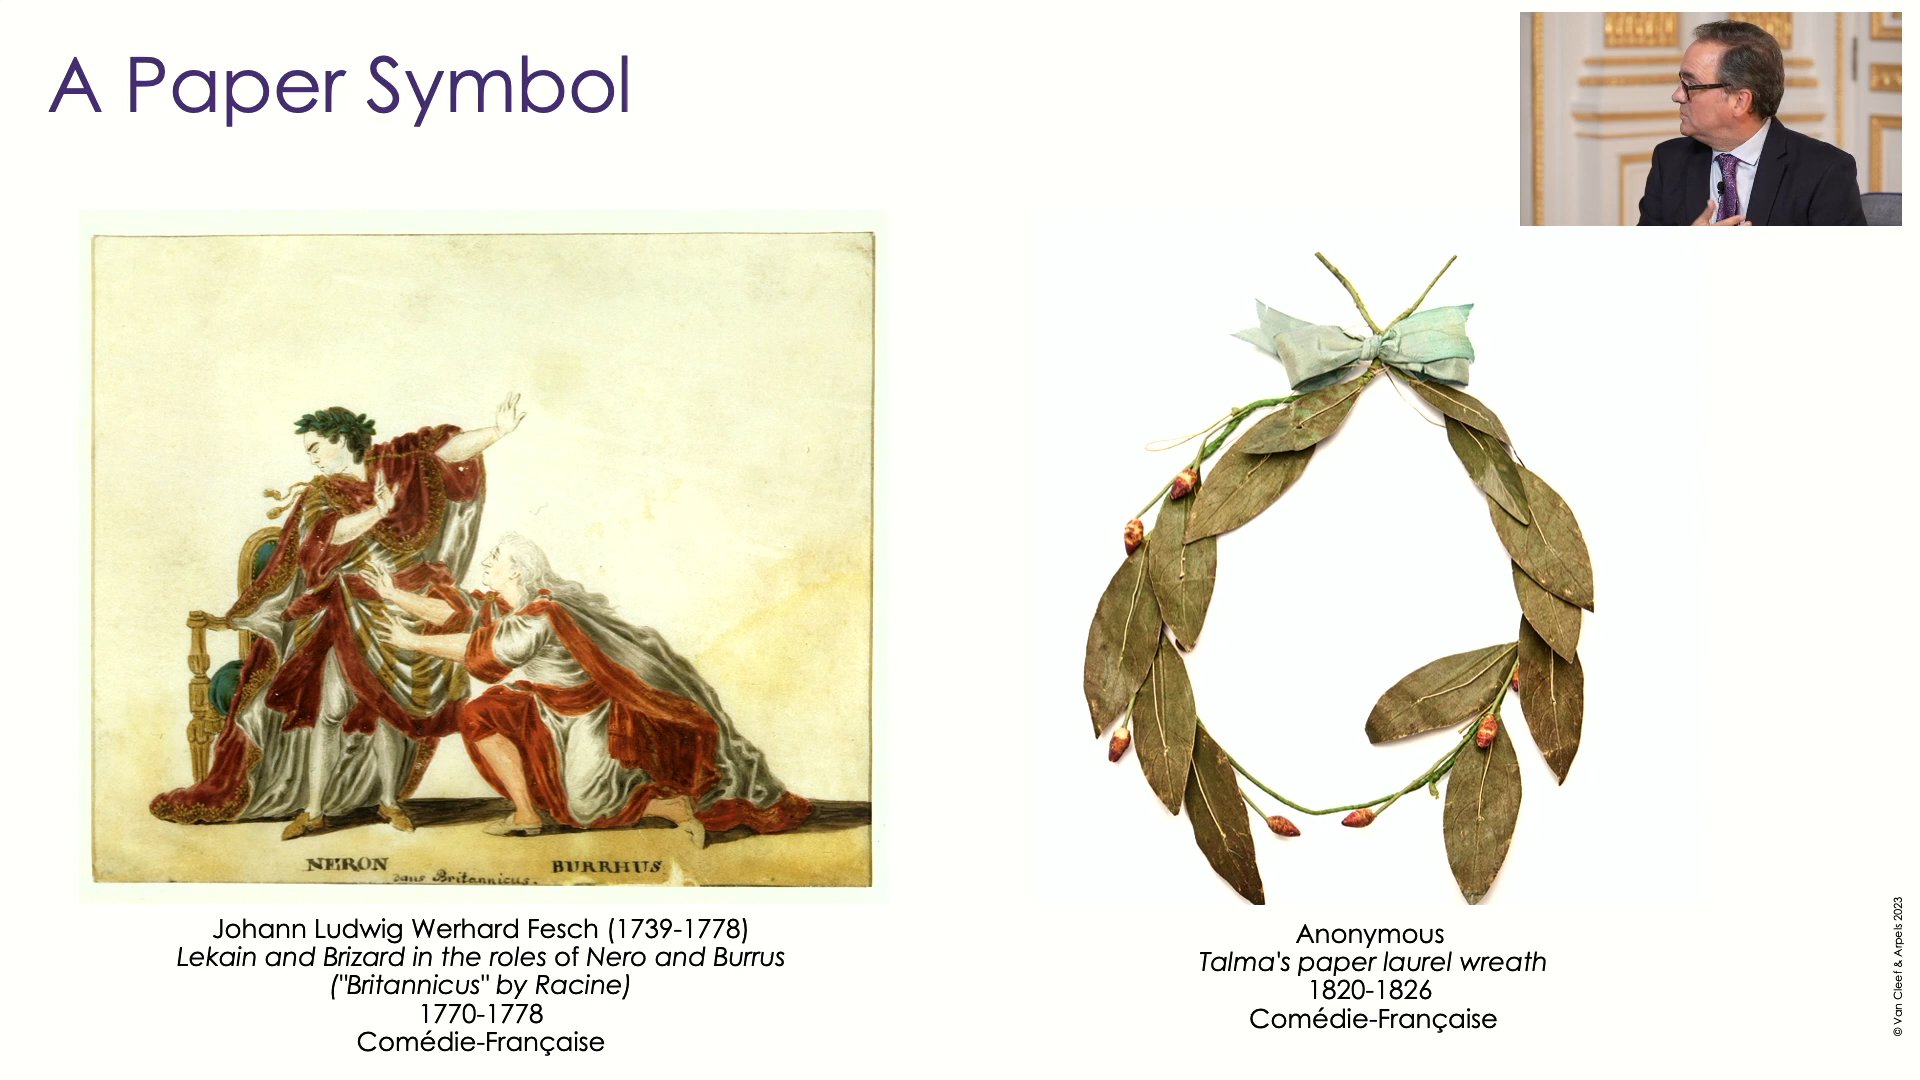 A Paper Symbol
NERON
BURRHUS
dans Britannicus.
Johann Ludwig Werhard Fesch (1739-1778)
Lekain and Brizard in the roles of Nero and Burrus
("Britannicus" by Racine)
1770-1778
Comédie-Française
Anonymous
Talma's paper laurel wreath
1820-1826
Comédie-Française
© Van Cleef & Arpels 2023